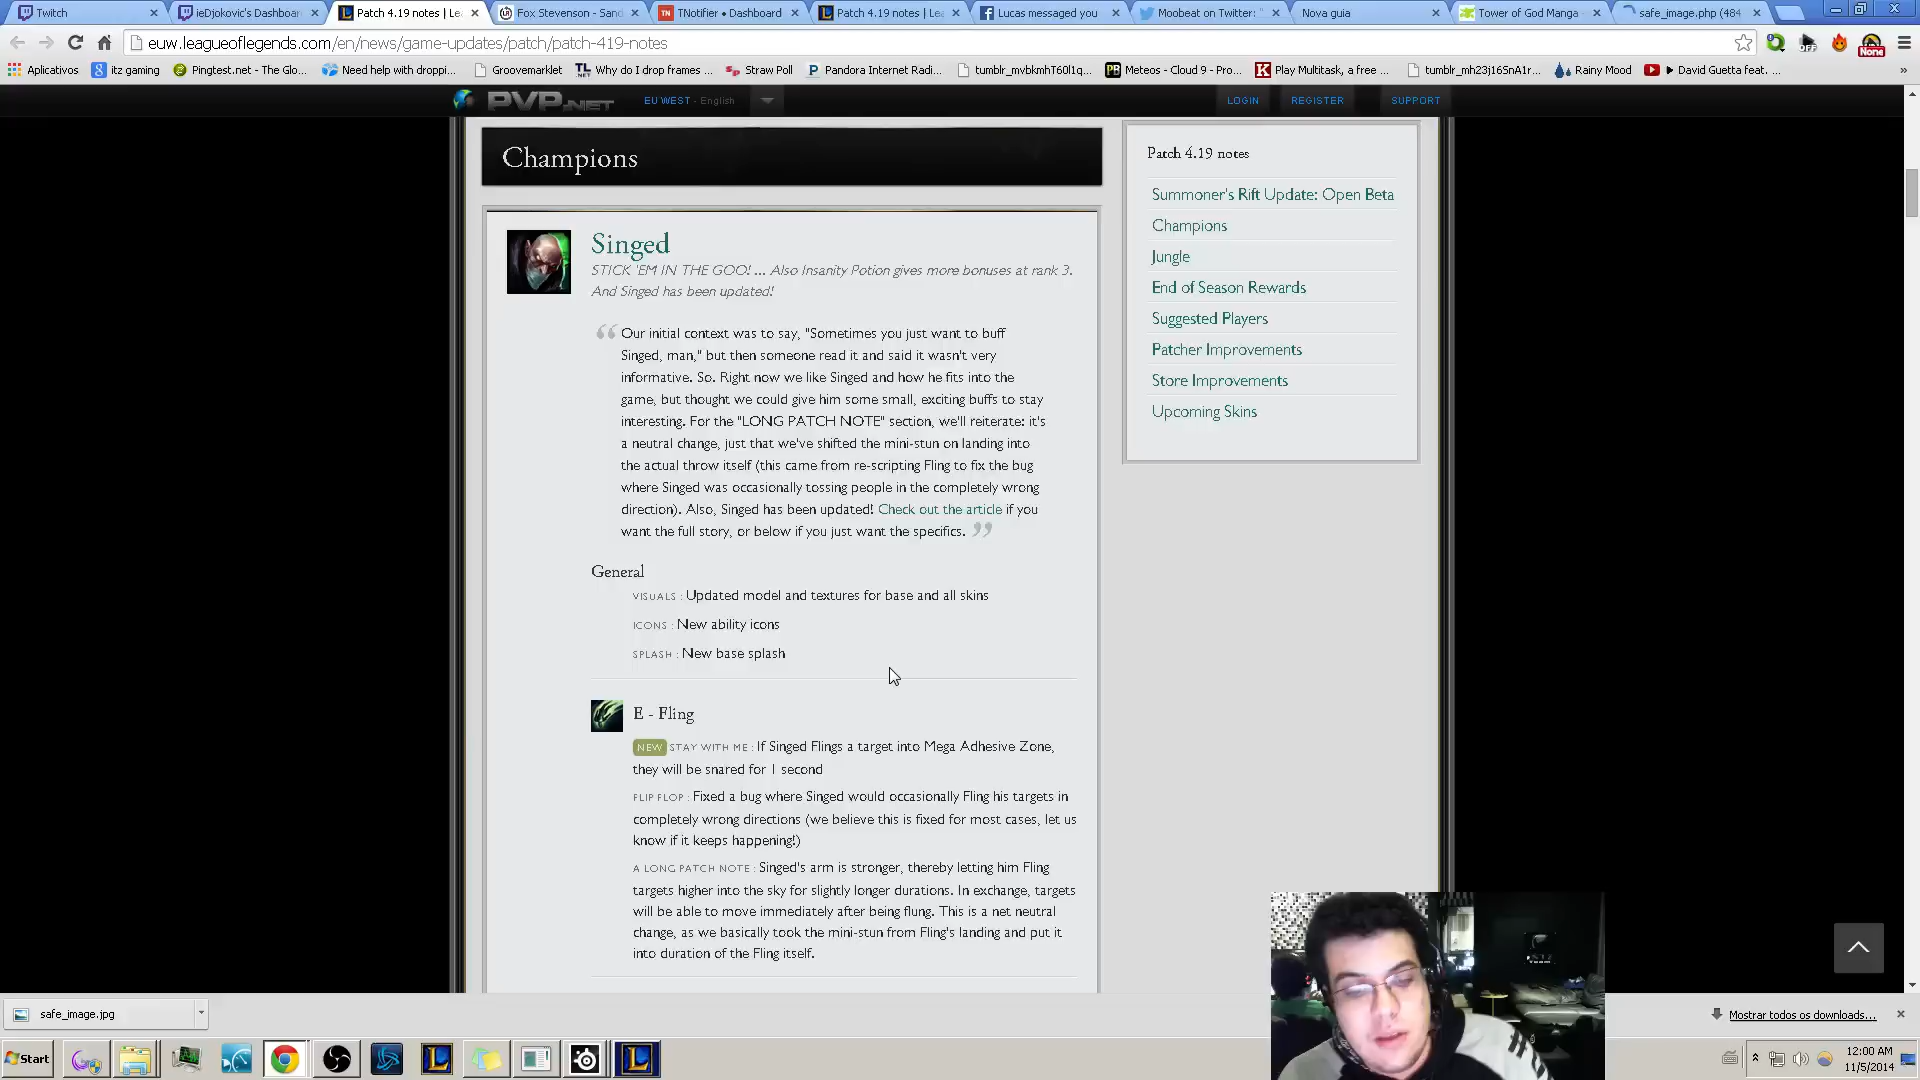 Twitch
ieDjokovic's Dashboar
Patch 4.19 notes | Lea
Fox Stevenson - Sand
TNotifier • Dashboard
Patch 4.19 notes | Lea
Lucas messaged you
Moobeat on Twitter: "
Nova guia
Tower of God Manga -
safe_image.php (484
euw.leagueoflegends.com/en/news/game-updates/patch/patch-419-notes
OFF
None
Aplicativos
itz gaming
Pingtest.net - The Glo...
Need help with droppi...
Groovemarklet
Why do I drop frames ...
Straw Poll
Pandora Internet Radi...
tumblr_mvbkmhT60l1q...
Meteos - Cloud 9 - Pro...
Play Multitask, a free ...
tumblr_mh23j16SnA1r...
Rainy Mood
► David Guetta feat. ...
PVP.NET
EU WEST - English
LOGIN
REGISTER
SUPPORT
Champions
Singed
STICK 'EM IN THE GOO! ... Also Insanity Potion gives more bonuses at rank 3.
And Singed has been updated!
Our initial context was to say, "Sometimes you just want to buff
Singed, man," but then someone read it and said it wasn't very
informative. So. Right now we like Singed and how he fits into the
game, but thought we could give him some small, exciting buffs to stay
interesting. For the "LONG PATCH NOTE" section, we'll reiterate: it's
a neutral change, just that we've shifted the mini-stun on landing into
the actual throw itself (this came from re-scripting Fling to fix the bug
where Singed was occasionally tossing people in the completely wrong
direction). Also, Singed has been updated! Check out the article if you
want the full story, or below if you just want the specifics.
General
VISUALS : Updated model and textures for base and all skins
ICONS : New ability icons
SPLASH : New base splash
E - Fling
NEW STAY WITH ME : If Singed Flings a target into Mega Adhesive Zone,
they will be snared for 1 second
FLIP FLOP : Fixed a bug where Singed would occasionally Fling his targets in
completely wrong directions (we believe this is fixed for most cases, let us
know if it keeps happening!)
A LONG PATCH NOTE : Singed's arm is stronger, thereby letting him Fling
targets higher into the sky for slightly longer durations. In exchange, targets
will be able to move immediately after being flung. This is a net neutral
change, as we basically took the mini-stun from Fling's landing and put it
into duration of the Fling itself.
Patch 4.19 notes
Summoner's Rift Update: Open Beta
Champions
Jungle
End of Season Rewards
Suggested Players
Patcher Improvements
Store Improvements
Upcoming Skins
safe_image.jpg
Mostrar todos os downloads...
Start
12:00 AM
11/5/2014